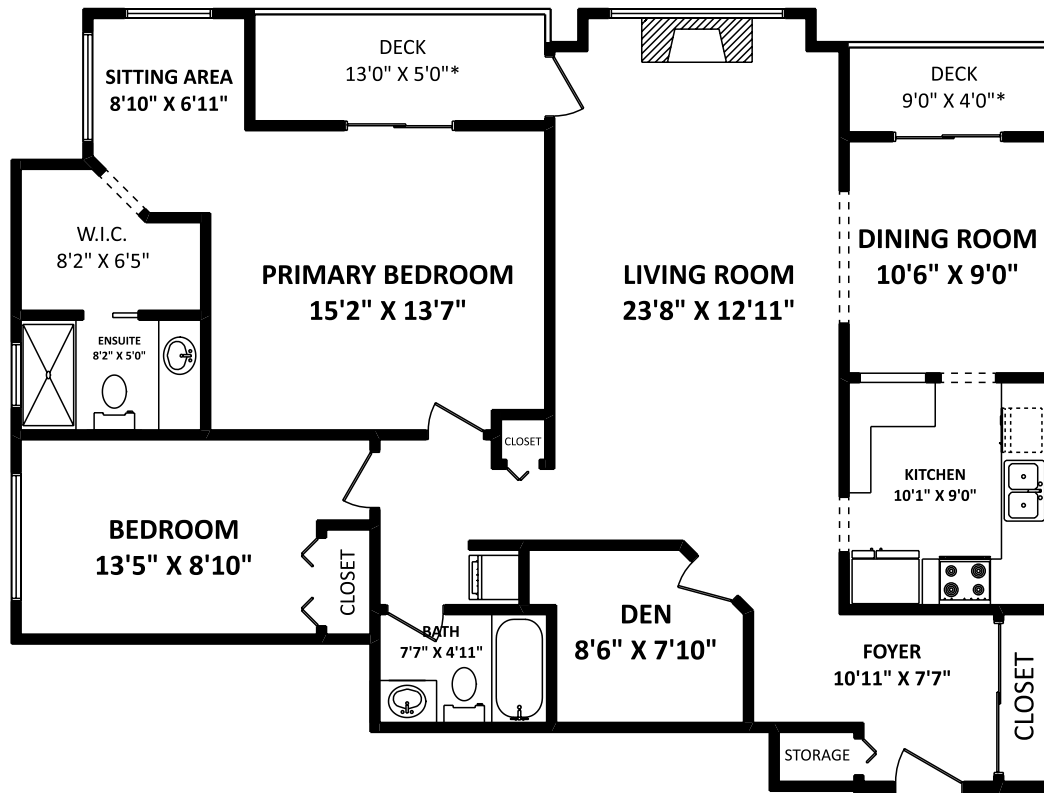 DECK
13'0" X 5'0"*
SITTING AREA
8'10" X 6'11"
DECK
9'0" X 4'0"*
W.I.C.
8'2" X 6'5"
PRIMARY BEDROOM
15'2" X 13'7"
LIVING ROOM
23'8" X 12'11"
DINING ROOM
10'6" X 9'0"
ENSUITE
8'2" X 5'0"
CLOSET
KITCHEN
10'1" X 9'0"
BEDROOM
13'5" X 8'10"
CLOSET
BATH
7'7" X 4'11"
DEN
8'6" X 7'10"
FOYER
10'11" X 7'7"
CLOSET
STORAGE